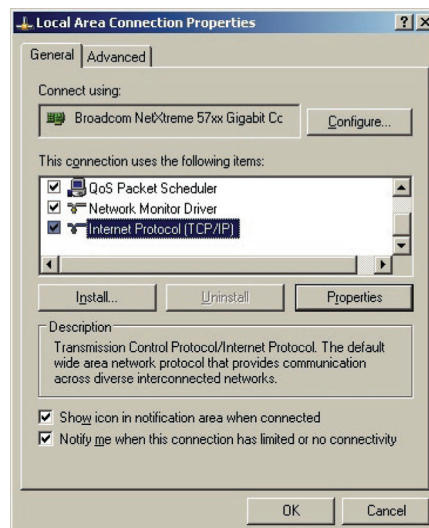 Local Area Connection Properties
General Advanced
Connect using:
Broadcom NetXtreme 57xx Gigabit Cc
Configure...
This connection uses the following items:
QoS Packet Scheduler
Network Monitor Driver
Internet Protocol (TCP/IP)
Install... Uninstall Properties
Description
Transmission Control Protocol/Internet Protocol. The default
wide area network protocol that provides communication
across diverse interconnected networks.
Show icon in notification area when connected
Notify me when this connection has limited or no connectivity
OK Cancel